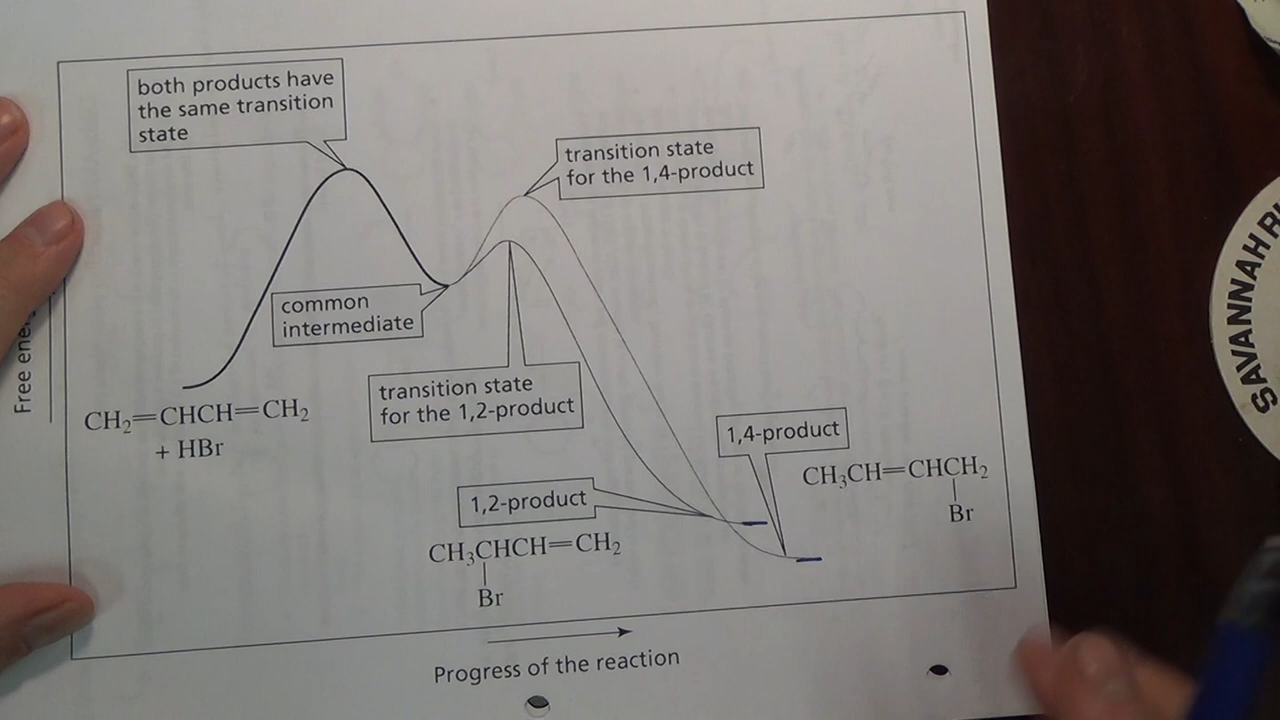 both products have
the same transition
state
transition state
for the 1,4-product
common
intermediate
Free
CH₂=CHCH=CH₂
+ HBr
transition state
for the 1,2-product
1,4-product
CH₃CH=CHCH₂
Br
1,2-product
CH₃CHCH=CH₂
Br
Progress of the reaction
SAVANNAH